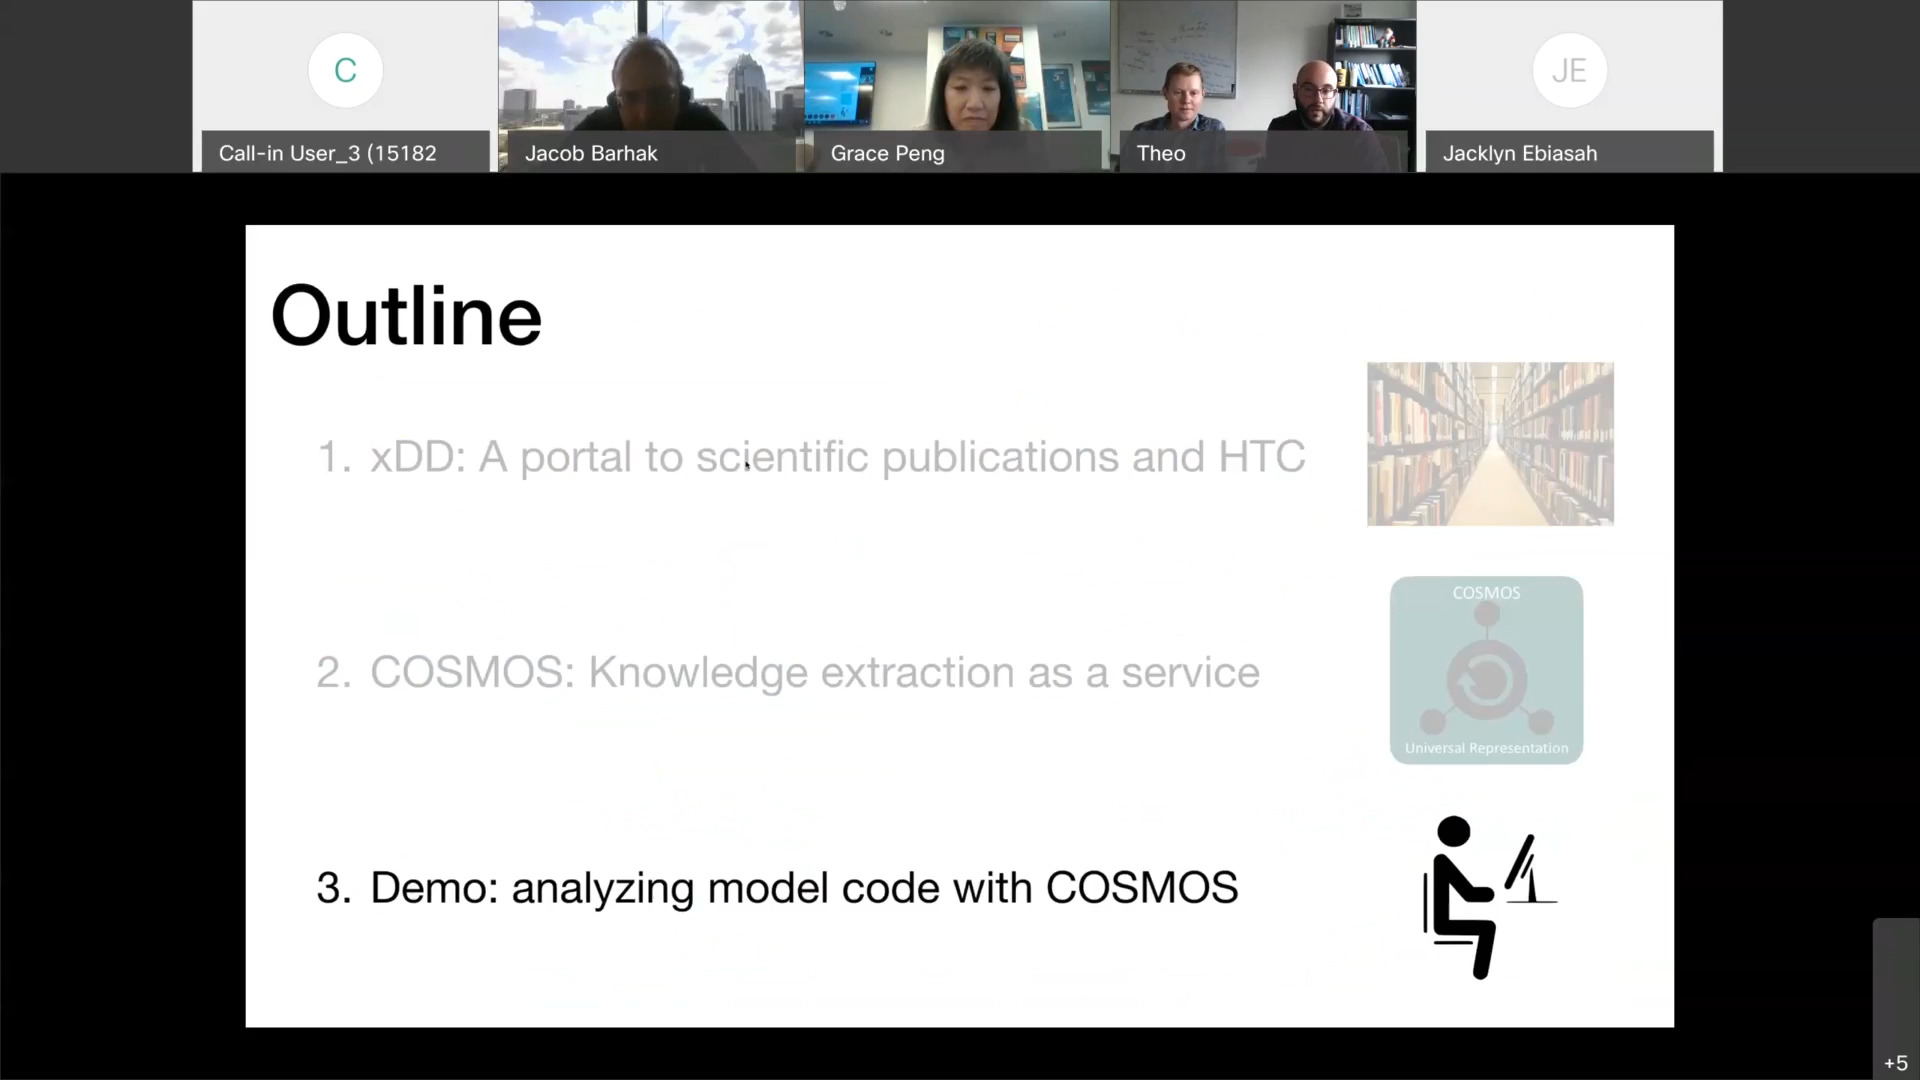 C
JE
Call-in User_3 (15182
Jacob Barhak
Grace Peng
Theo
Jacklyn Ebiasah
Outline
1. xDD: A portal to scientific publications and HTC
COSMOS
2. COSMOS: Knowledge extraction as a service
Universal Representation
3. Demo: analyzing model code with COSMOS
+5